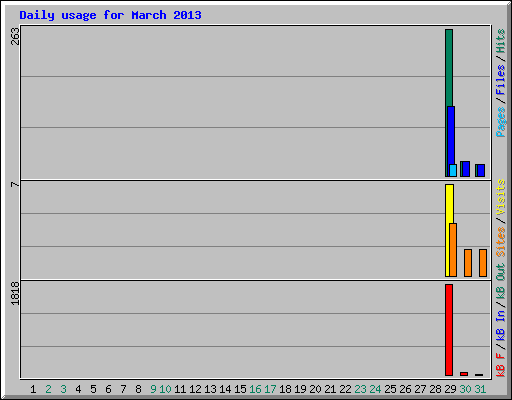 Daily usage for March 2013
263
Pages / Files / Hits
7
Sites / Visits
1818
kB F / kB In / kB Out
1 2 3 4 5 6 7 8 9 10 11 12 13 14 15 16 17 18 19 20 21 22 23 24 25 26 27 28 29 30 31